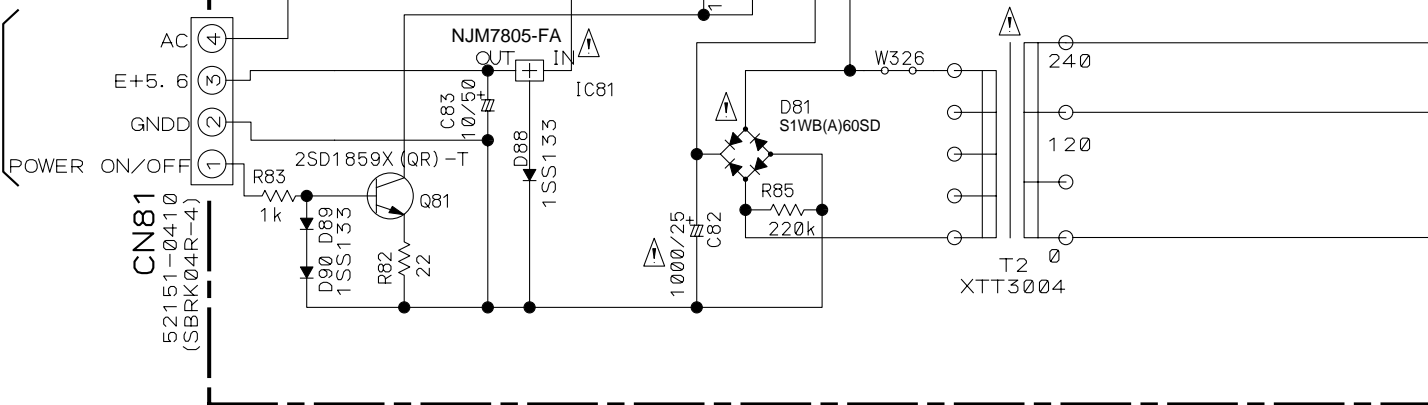 AC 4
E+5.6 3
GNDD 2
POWER ON/OFF 1
CN81
52151-0410
(SBRK04R-4)
R83
1k
D90 D89
1SS133
2SD1859X(QR)-T
Q81
R82
22
NJM7805-FA
OUT IN
IC81
C83
10/50
+
D88
1SS133
1000/25
+
C82
D81
S1WB(A)60SD
R85
220k
W326
T2
XTT3004
240
120
0